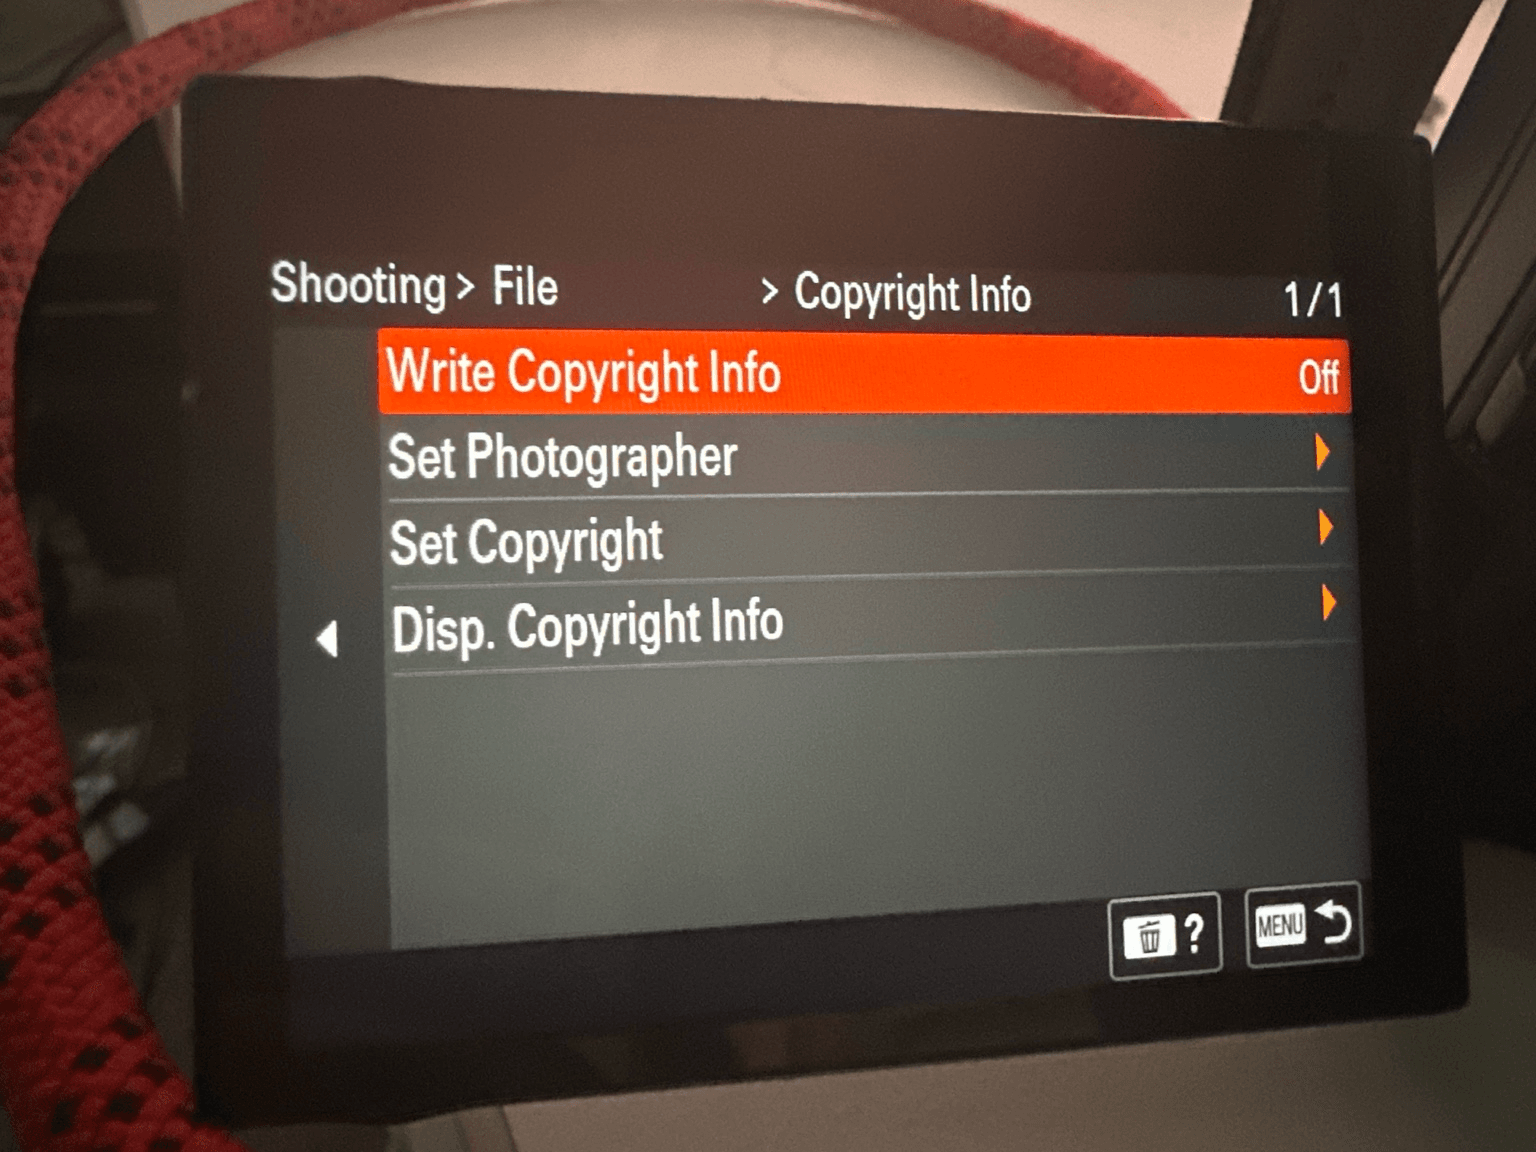 Shooting > File > Copyright Info 1/1
Write Copyright Info Off
Set Photographer
Set Copyright
Disp. Copyright Info
? MENU